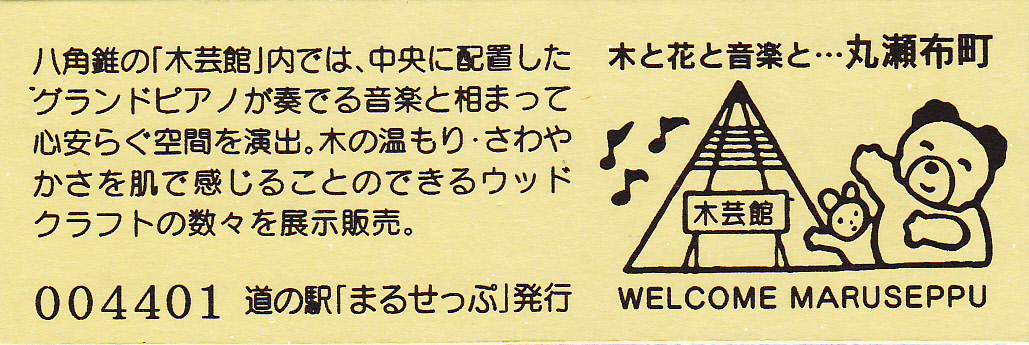 八角錐の「木芸館」内では、中央に配置した
グランドピアノが奏でる音楽と相まって
心安らぐ空間を演出。木の温もり・さわや
かさを肌で感じることのできるウッド
クラフトの数々を展示販売。
004401 道の駅「まるせっぷ」発行
木と花と音楽と…丸瀬布町
木芸館
WELCOME MARUSEPPU